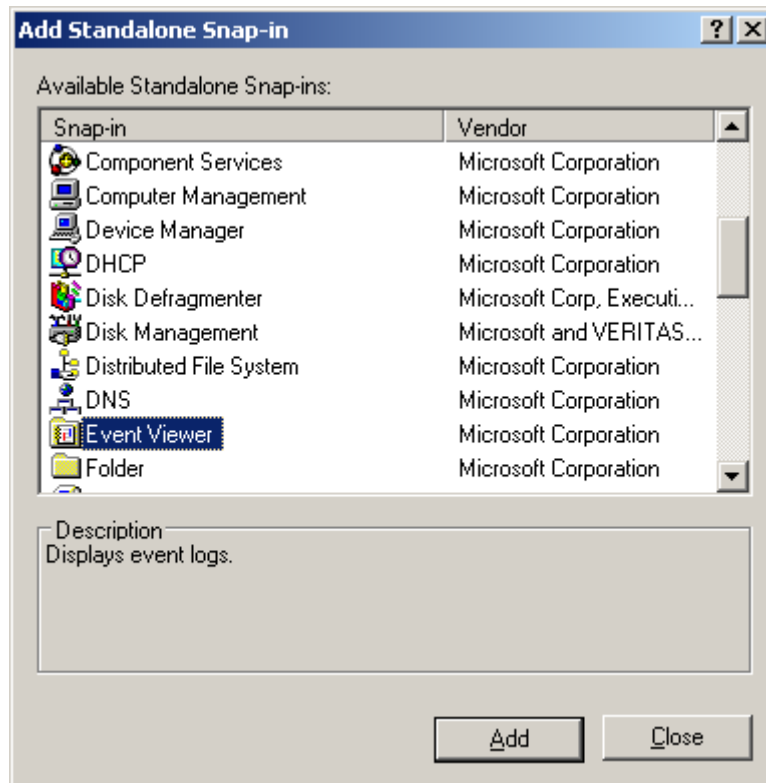 Add Standalone Snap-in
Available Standalone Snap-ins:
Snap-in Vendor
Component Services Microsoft Corporation
Computer Management Microsoft Corporation
Device Manager Microsoft Corporation
DHCP Microsoft Corporation
Disk Defragmenter Microsoft Corp, Executi...
Disk Management Microsoft and VERITAS...
Distributed File System Microsoft Corporation
DNS Microsoft Corporation
Event Viewer Microsoft Corporation
Folder Microsoft Corporation
Description
Displays event logs.
Add Close